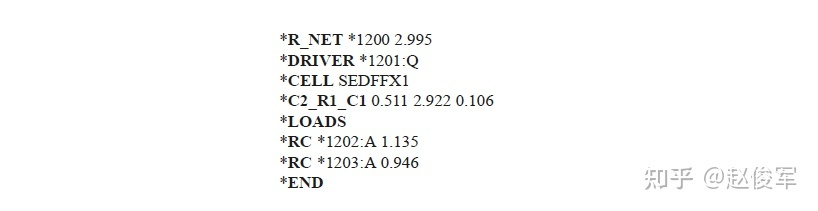 *R_NET *1200 2.995
*DRIVER *1201:Q
*CELL SEDFFX1
*C2_R1_C1 0.511 2.922 0.106
*LOADS
*RC *1202:A 1.135
*RC *1203:A 0.946
*END
知乎 @赵俊军